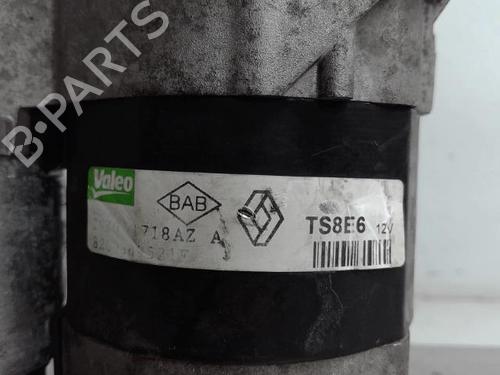 B-PARTS
Valeo
BAB
TS8E6 12V
718AZ A